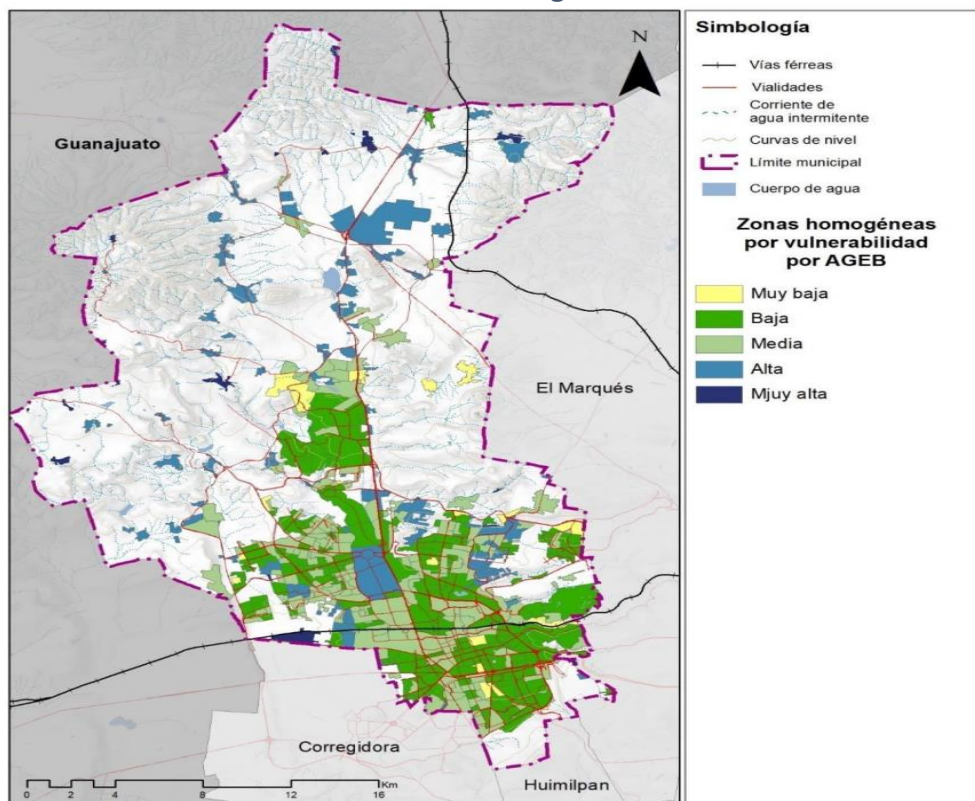 N
Guanajuato
El Marqués
Corregidora
Huimilpan
0 2 4 8 12 16
Km
Simbología
Vías férreas
Vialidades
Corriente de
agua intermitente
Curvas de nivel
Límite municipal
Cuerpo de agua
Zonas homogéneas
por vulnerabilidad
por AGEB
Muy baja
Baja
Media
Alta
Mjuy alta